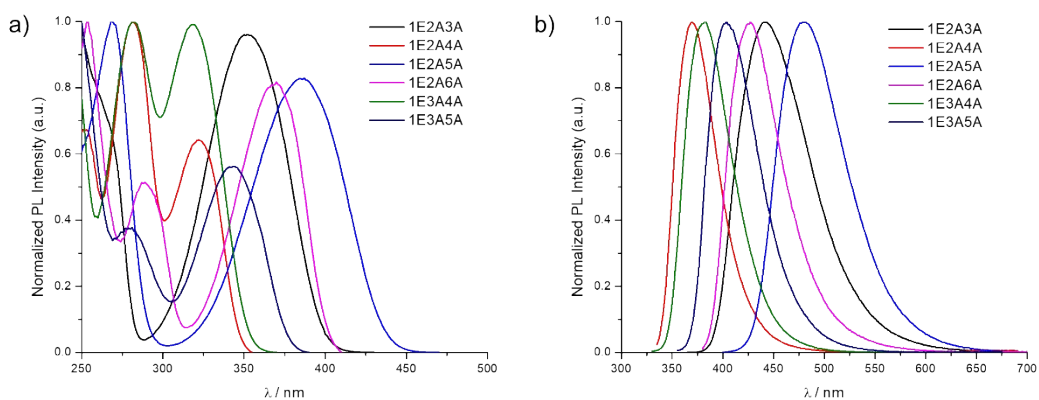 a)
Normalized PL Intensity (a.u.)
1.0
0.8
0.6
0.4
0.2
0.0
250
300
350
400
450
500
λ / nm
1E2A3A
1E2A4A
1E2A5A
1E2A6A
1E3A4A
1E3A5A
b)
Normalized PL Intensity (a.u.)
1.0
0.8
0.6
0.4
0.2
0.0
300
350
400
450
500
550
600
650
700
λ / nm
1E2A3A
1E2A4A
1E2A5A
1E2A6A
1E3A4A
1E3A5A